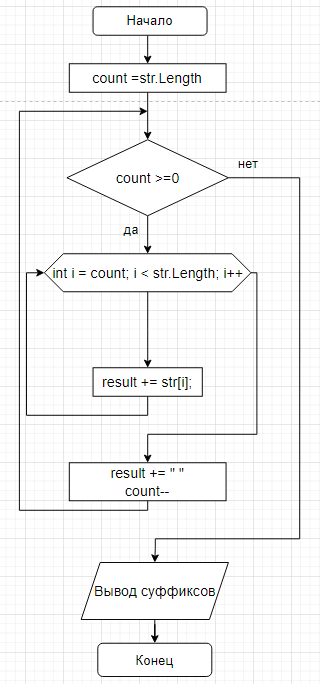 Начало
count =str.Length
count >=0
нет
да
int i = count; i < str.Length; i++
result += str[i];
result += " "
count--
Вывод суффиксов
Конец